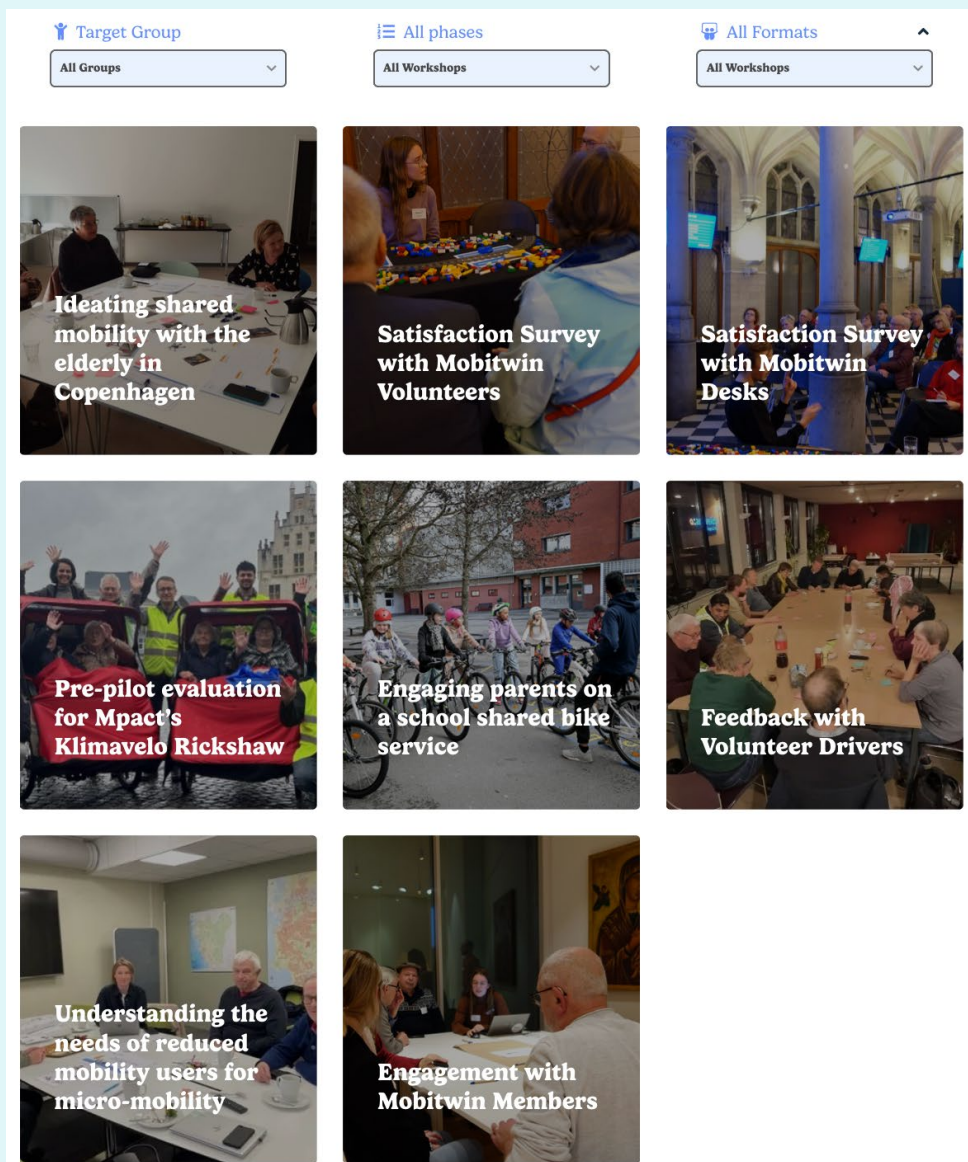 Target Group
All phases
All Formats
All Groups
All Workshops
All Workshops
Ideating shared
mobility with the
elderly in
Copenhagen
Satisfaction Survey
with Mobitwin
Volunteers
Satisfaction Survey
with Mobitwin
Desks
Pre-pilot evaluation
for Mpact's
Klimavelo Rickshaw
Engaging parents on
a school shared bike
service
Feedback with
Volunteer Drivers
Understanding the
needs of reduced
mobility users for
micro-mobility
Engagement with
Mobitwin Members